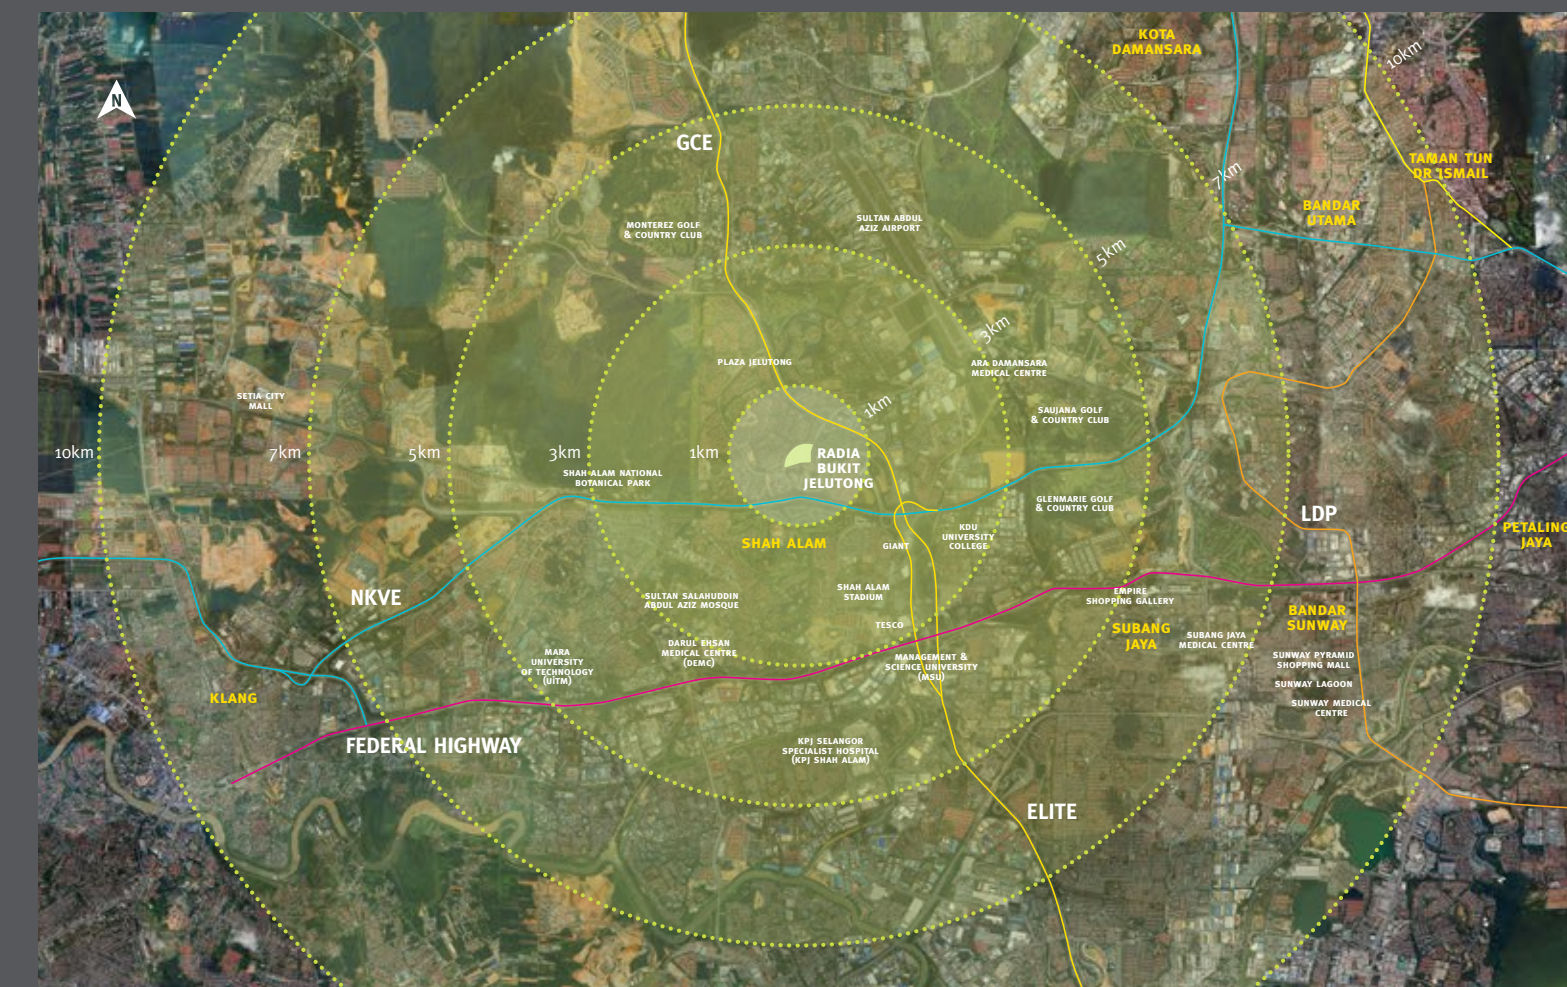 KOTA
DAMANSARA
10km
N
GCE
TAMAN TUN
DR ISMAIL
7km
BANDAR
UTAMA
MONTEREZ GOLF
& COUNTRY CLUB
SULTAN ABDUL
AZIZ AIRPORT
5km
3km
PLAZA JELUTONG
ARA DAMANSARA
MEDICAL CENTRE
SETIA CITY
MALL
1km
SAUJANA GOLF
& COUNTRY CLUB
10km
7km
5km
3km
1km
RADIA
BUKIT
JELUTONG
SHAH ALAM NATIONAL
BOTANICAL PARK
GLENMARIE GOLF
& COUNTRY CLUB
LDP
PETALING
JAYA
SHAH ALAM
GIANT
KDU
UNIVERSITY
COLLEGE
NKVE
SULTAN SALAHUDDIN
ABDUL AZIZ MOSQUE
SHAH ALAM
STADIUM
EMPIRE
SHOPPING GALLERY
BANDAR
SUNWAY
TESCO
SUBANG
JAYA
SUBANG JAYA
MEDICAL CENTRE
DARUL EHSAN
MEDICAL CENTRE
(DEMC)
MARA
UNIVERSITY
OF TECHNOLOGY
(UITM)
MANAGEMENT &
SCIENCE UNIVERSITY
(MSU)
SUNWAY PYRAMID
SHOPPING MALL
SUNWAY LAGOON
SUNWAY MEDICAL
CENTRE
KLANG
FEDERAL HIGHWAY
KPJ SELANGOR
SPECIALIST HOSPITAL
(KPJ SHAH ALAM)
ELITE